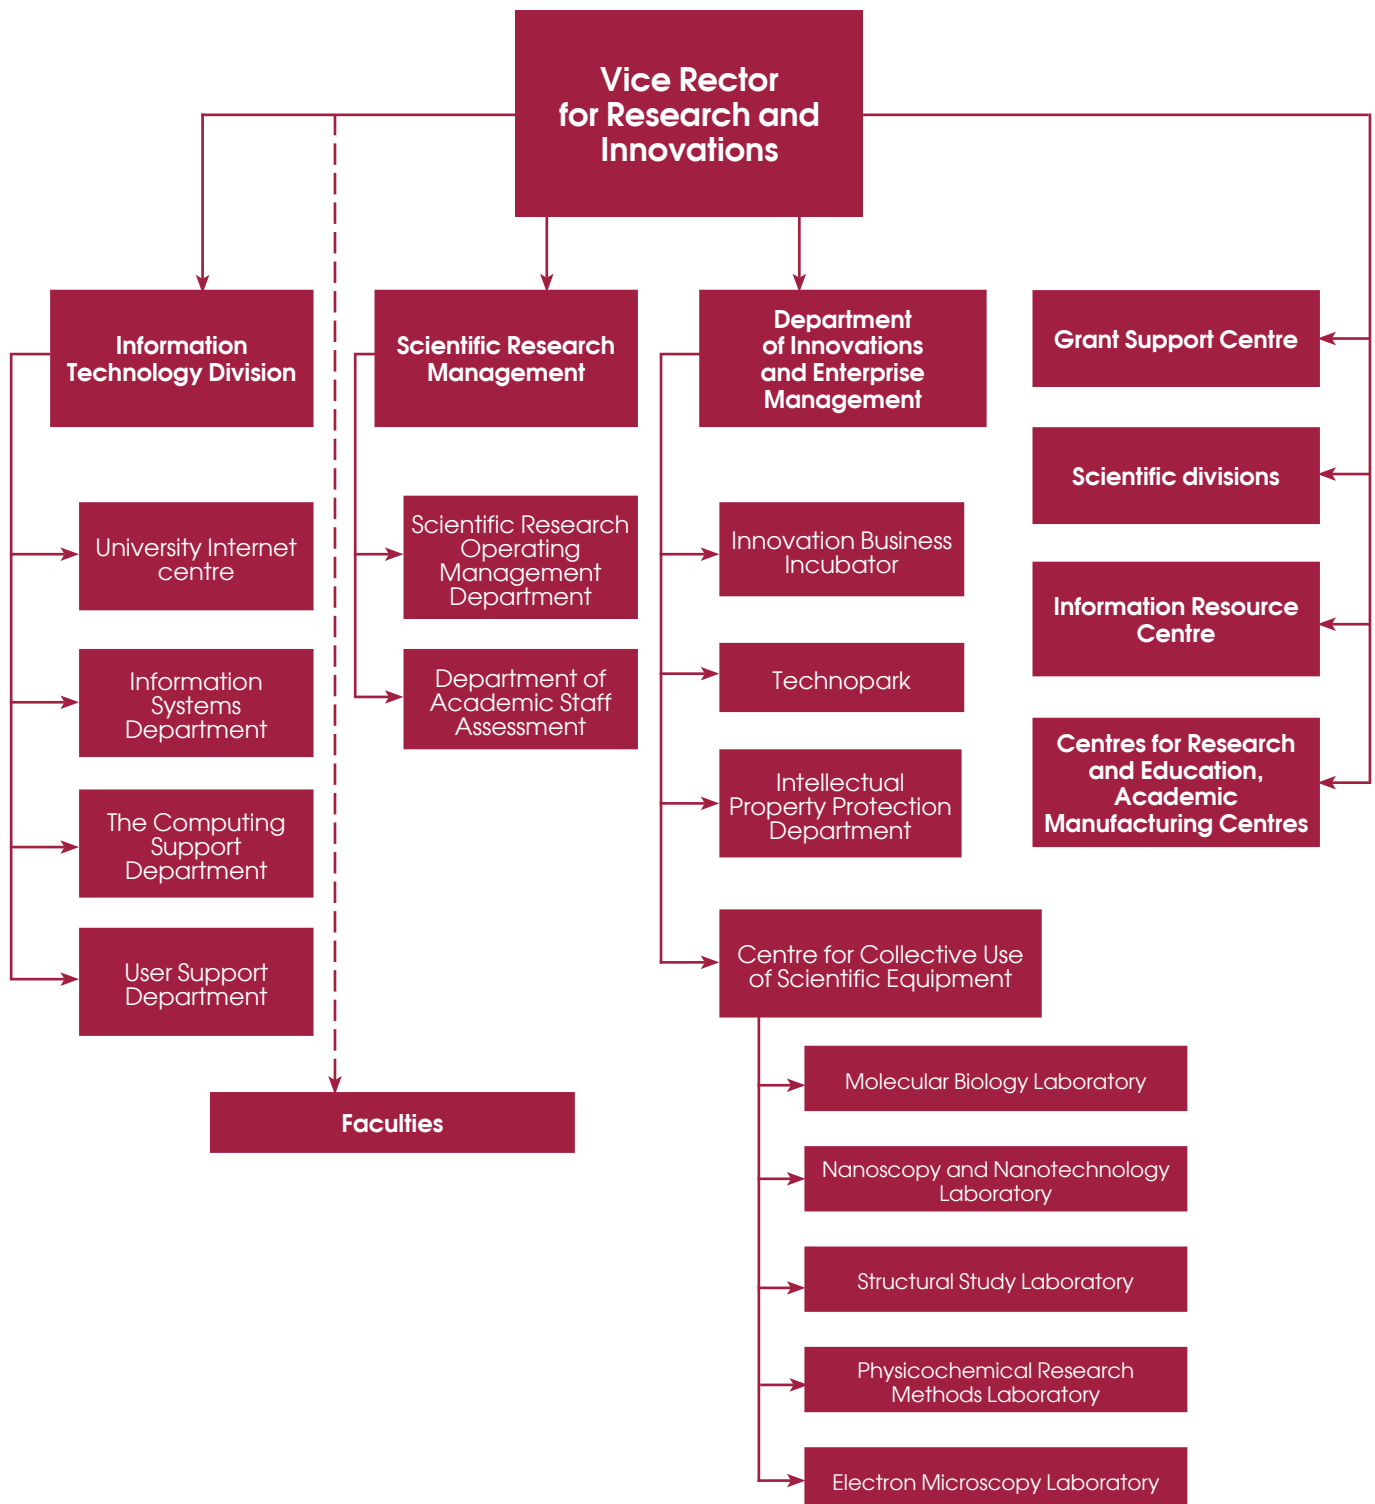 Vice Rector
for Research and
Innovations
Information
Technology Division
Scientific Research
Management
Department
of Innovations
and Enterprise
Management
Grant Support Centre
Scientific divisions
Information Resource
Centre
Centres for Research
and Education,
Academic
Manufacturing Centres
University Internet
centre
Information
Systems
Department
The Computing
Support
Department
User Support
Department
Scientific Research
Operating
Management
Department
Department of
Academic Staff
Assessment
Innovation Business
Incubator
Technopark
Intellectual
Property Protection
Department
Centre for Collective Use
of Scientific Equipment
Molecular Biology Laboratory
Nanoscopy and Nanotechnology
Laboratory
Structural Study Laboratory
Physicochemical Research
Methods Laboratory
Electron Microscopy Laboratory
Faculties